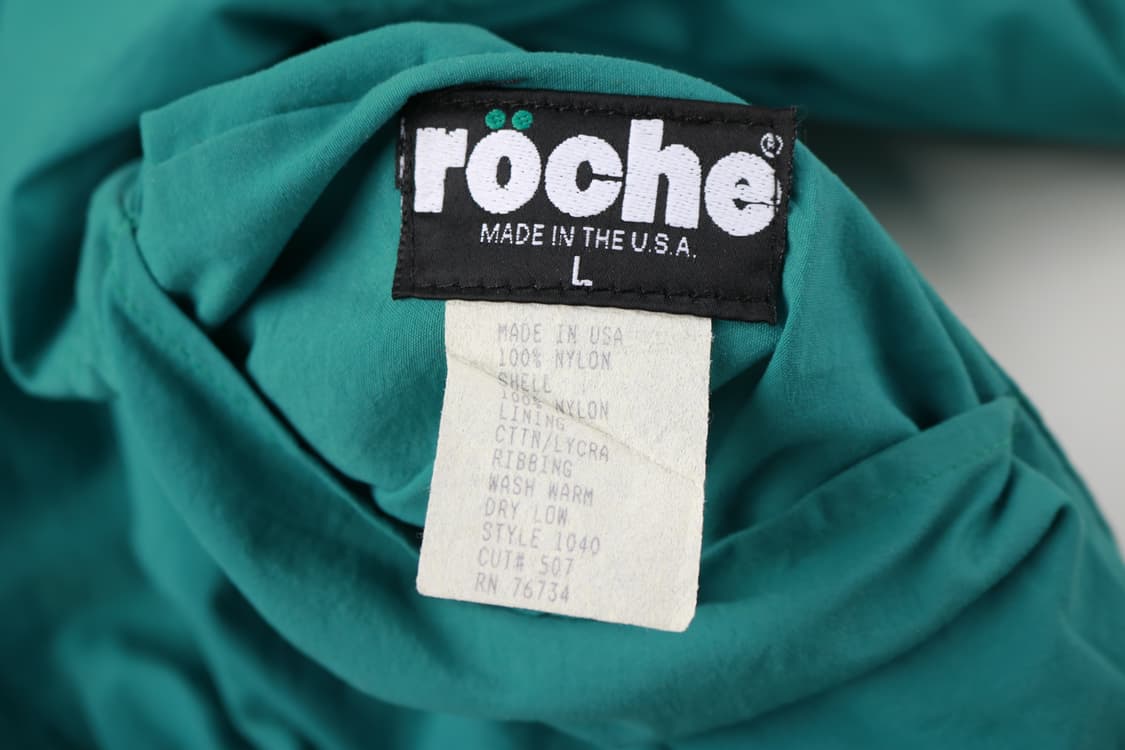 röche®
MADE IN THE U.S.A.
L
MADE IN USA
100% NYLON
SHELL
100% NYLON
LINING
CTTN/LYCRA
RIBBING
WASH WARM
DRY LOW
STYLE 1040
CUT# 507
RN 76734